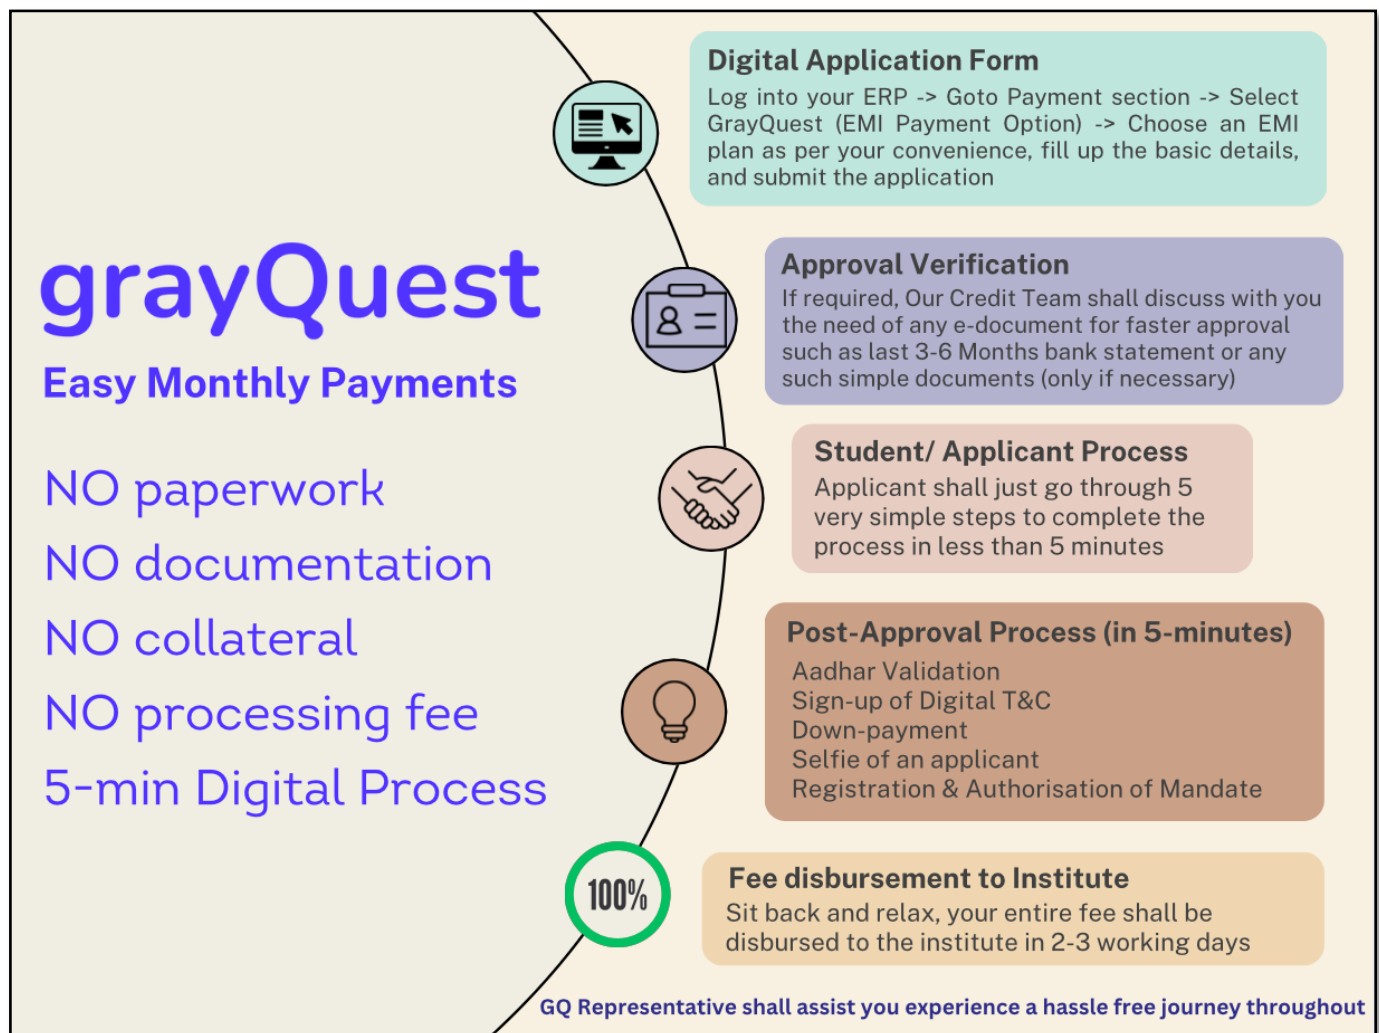 grayQuest
Easy Monthly Payments
NO paperwork
NO documentation
NO collateral
NO processing fee
5-min Digital Process
Digital Application Form
Log into your ERP -> Goto Payment section -> Select
GrayQuest (EMI Payment Option) -> Choose an EMI
plan as per your convenience, fill up the basic details,
and submit the application
Approval Verification
If required, Our Credit Team shall discuss with you
the need of any e-document for faster approval
such as last 3-6 Months bank statement or any
such simple documents (only if necessary)
Student/ Applicant Process
Applicant shall just go through 5
very simple steps to complete the
process in less than 5 minutes
Post-Approval Process (in 5-minutes)
Aadhar Validation
Sign-up of Digital T&C
Down-payment
Selfie of an applicant
Registration & Authorisation of Mandate
100%
Fee disbursement to Institute
Sit back and relax, your entire fee shall be
disbursed to the institute in 2-3 working days
GQ Representative shall assist you experience a hassle free journey throughout